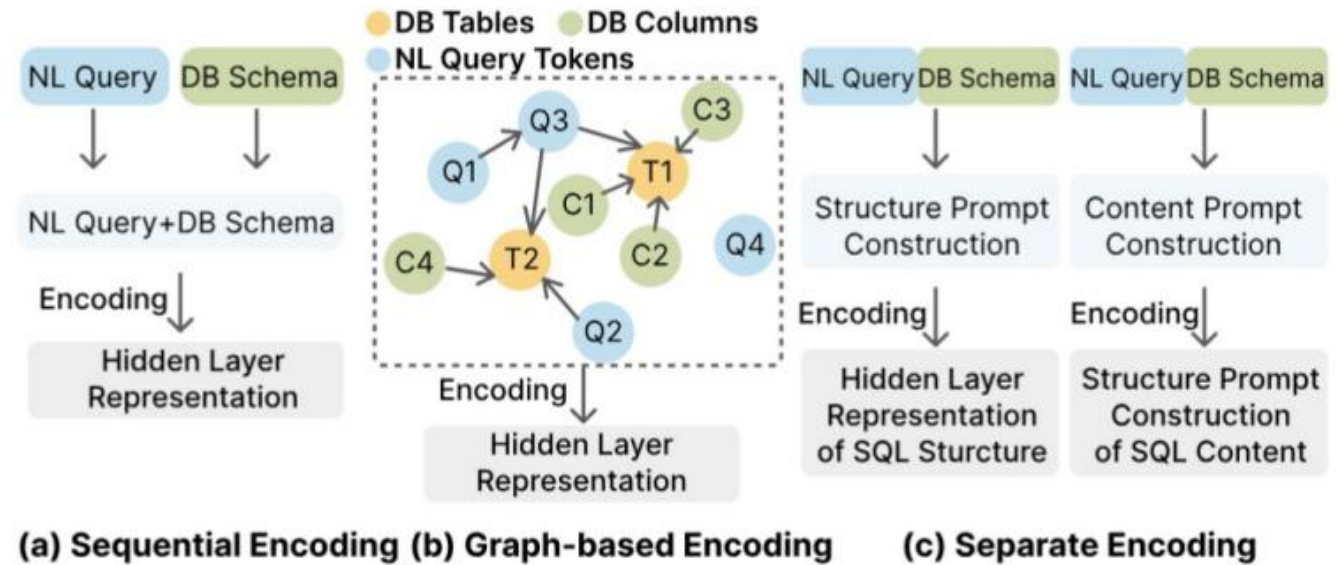 NL Query
DB Schema
NL Query+DB Schema
Encoding
Hidden Layer
Representation
(a) Sequential Encoding
DB Tables
DB Columns
NL Query Tokens
Q3
C3
Q1
T1
C1
C4
T2
C2
Q4
Q2
Encoding
Hidden Layer
Representation
(b) Graph-based Encoding
NL Query
DB Schema
Structure Prompt
Construction
Encoding
Hidden Layer
Representation
of SQL Sturcture
NL Query
DB Schema
Content Prompt
Construction
Encoding
Structure Prompt
Construction
of SQL Content
(c) Separate Encoding